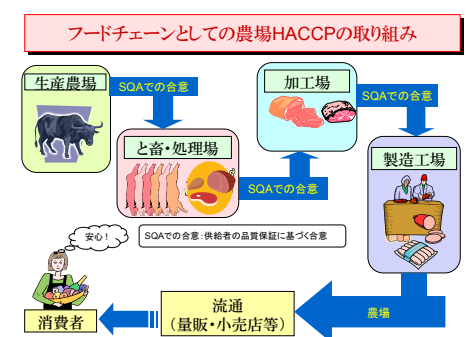 フードチェーンとしての農場HACCPの取り組み
生産農場
SQAでの合意
と畜・処理場
SQAでの合意
加工場
SQAでの合意
製造工場
安心！
SQAでの合意：供給者の品質保証に基づく合意
農場
流通
（量販・小売店等）
消費者